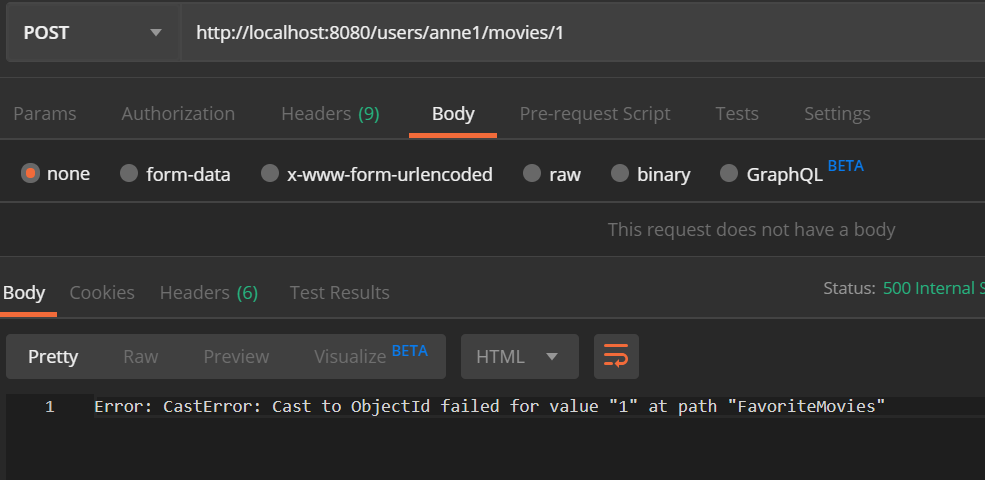 POST http://localhost:8080/users/anne1/movies/1
Params Authorization Headers (9) Body Pre-request Script Tests Settings
none form-data x-www-form-urlencoded raw binary GraphQL BETA
This request does not have a body
Body Cookies Headers (6) Test Results Status: 500 Internal S
Pretty Raw Preview Visualize BETA HTML
1 Error: CastError: Cast to ObjectId failed for value "1" at path "FavoriteMovies"